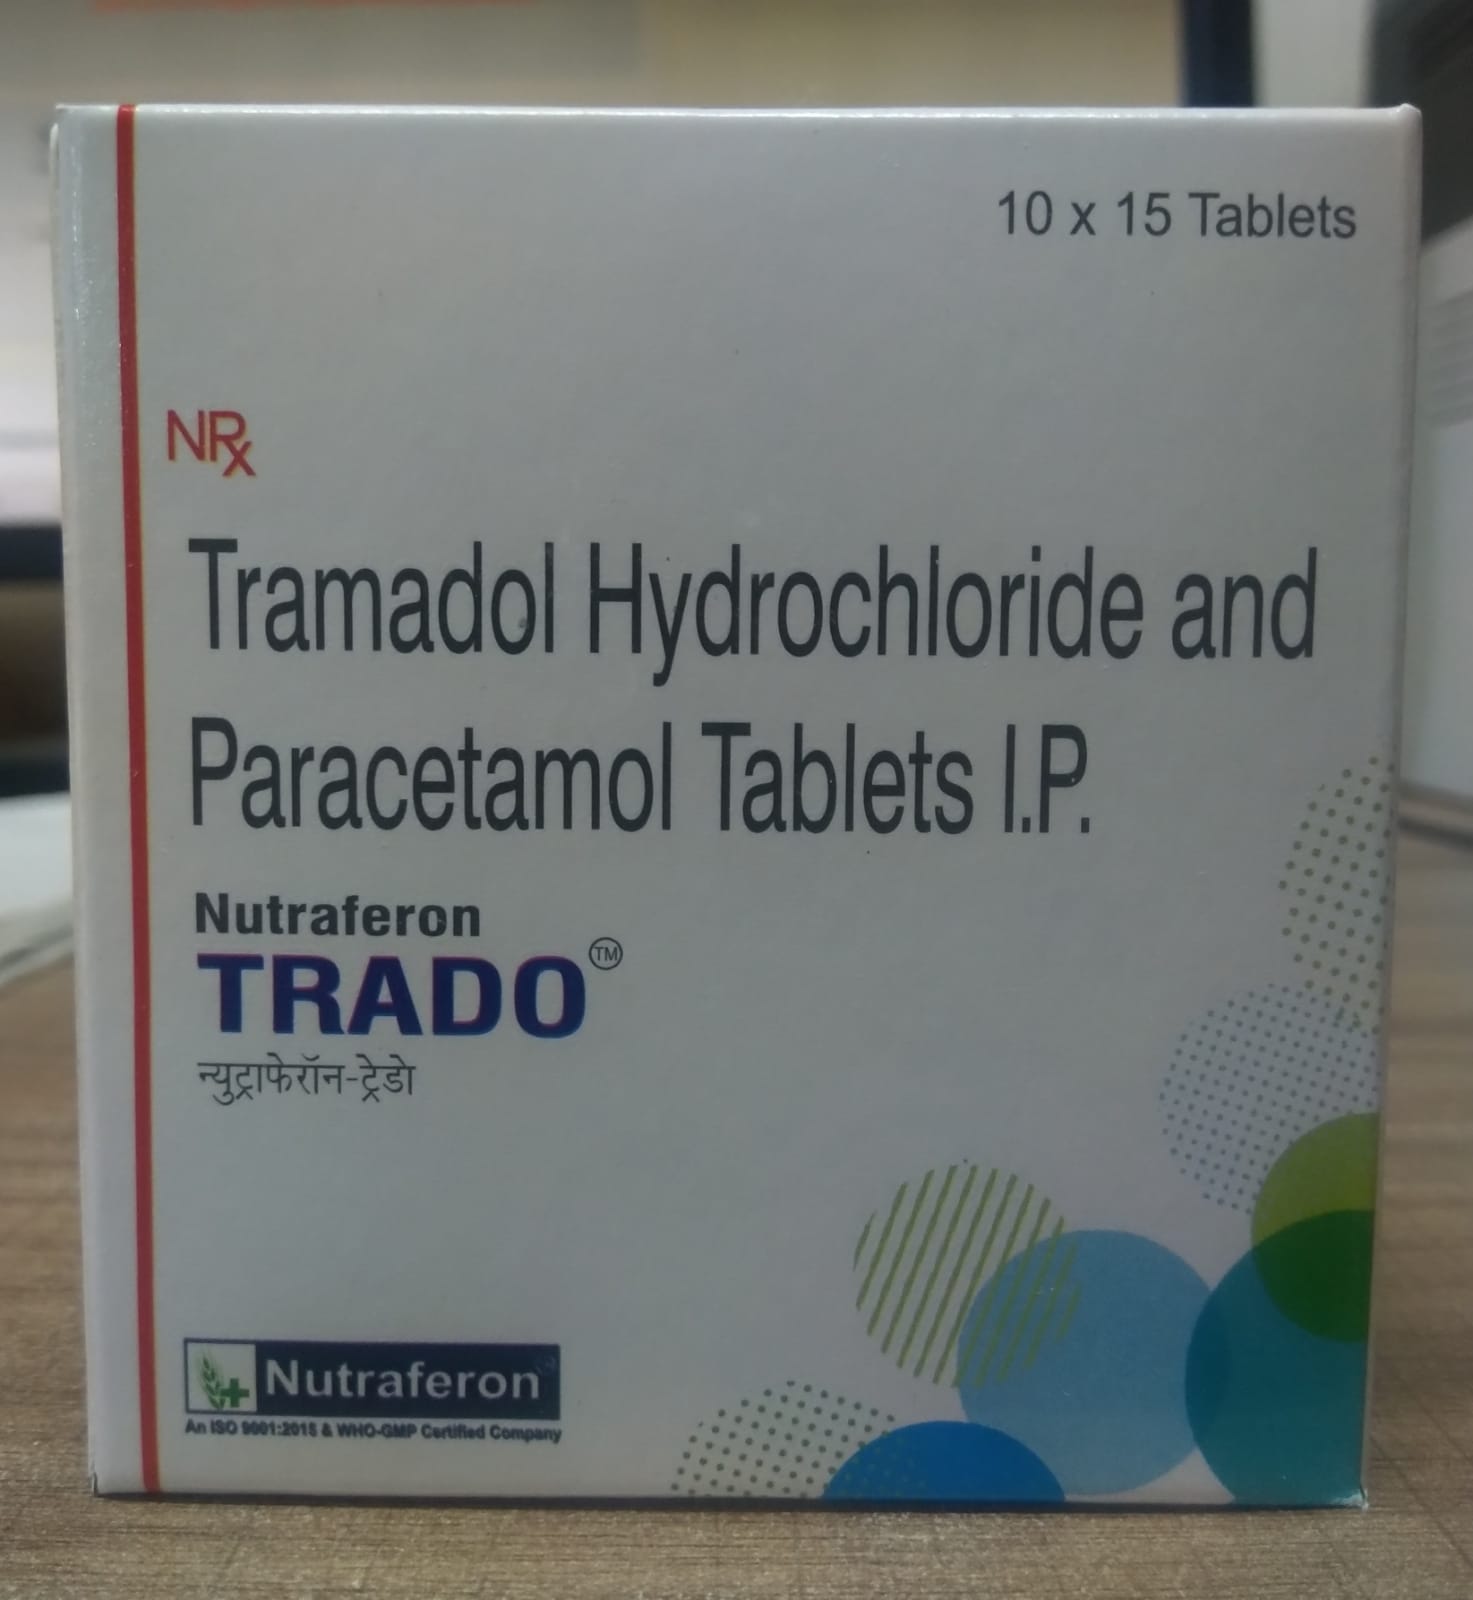 10 x 15 Tablets
NRx
Tramadol Hydrochloride and
Paracetamol Tablets I.P.
Nutraferon
TRADO™
न्युट्राफेरॉन-ट्रेडो
Nutraferon
An ISO 9001:2015 & WHO-GMP Certified Company